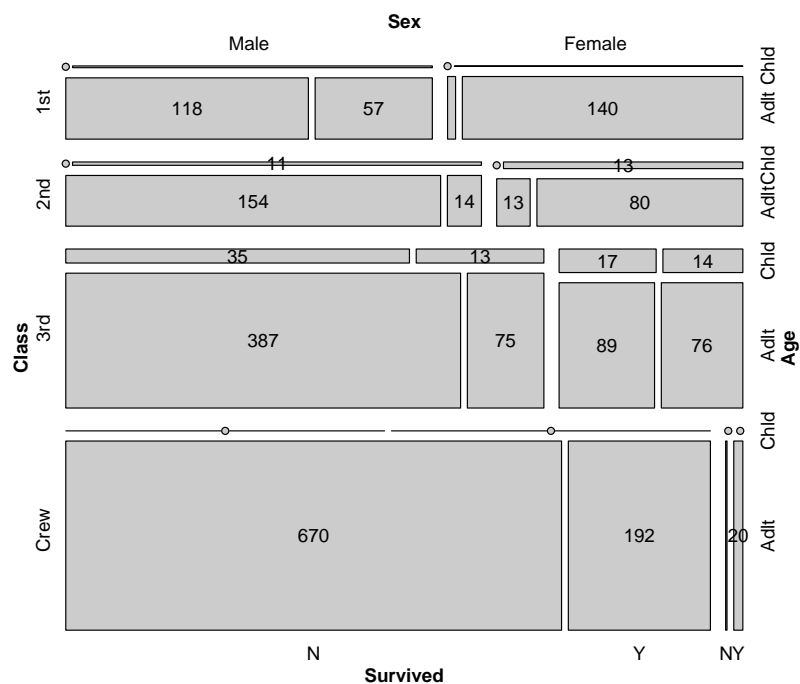 Sex
Male Female
1st
118 57 140
Chld
Adlt
2nd
11 13
154 14 13 80
Chld
Adlt
Class
3rd
35 13 17 14
387 75 89 76
Chld
Adlt
Age
Crew
670 192 20
Chld
Adlt
N Y N Y
Survived